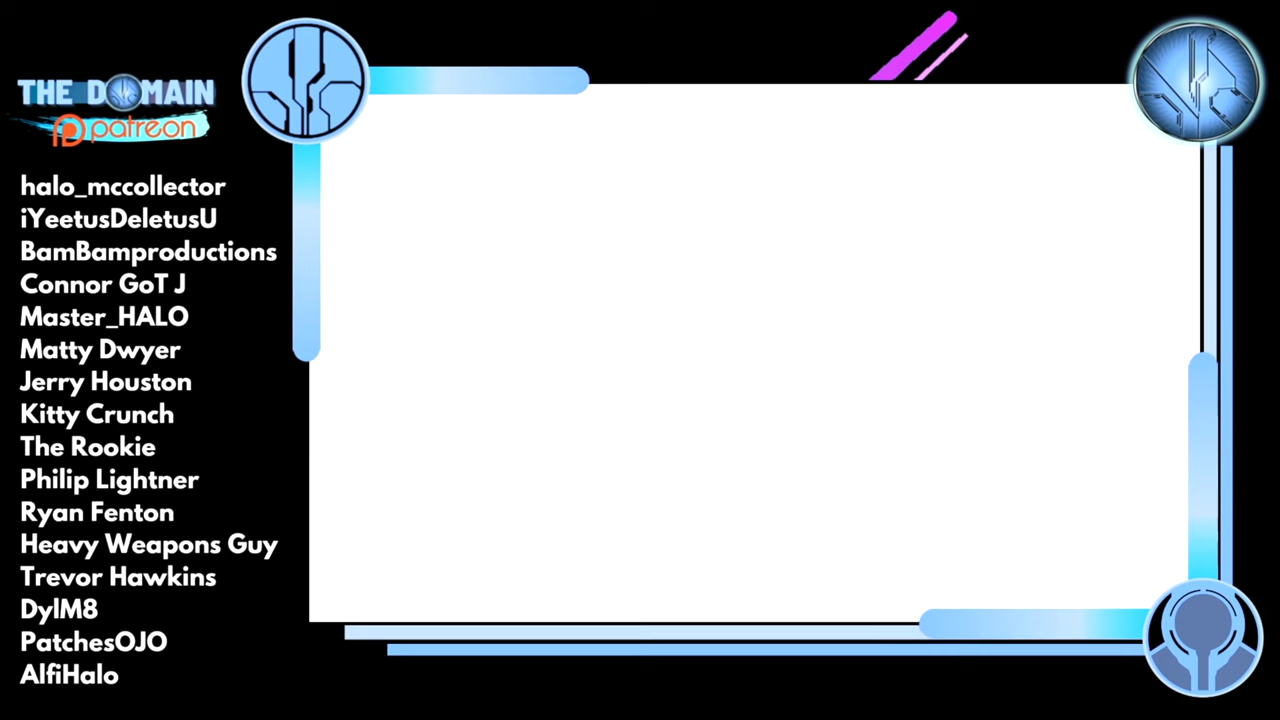 THE DOMAIN
patreon
halo_mccollector
iYeetusDeletusU
BamBamproductions
Connor GoT J
Master_HALO
Matty Dwyer
Jerry Houston
Kitty Crunch
The Rookie
Philip Lightner
Ryan Fenton
Heavy Weapons Guy
Trevor Hawkins
DylM8
PatchesOJO
AlfiHalo